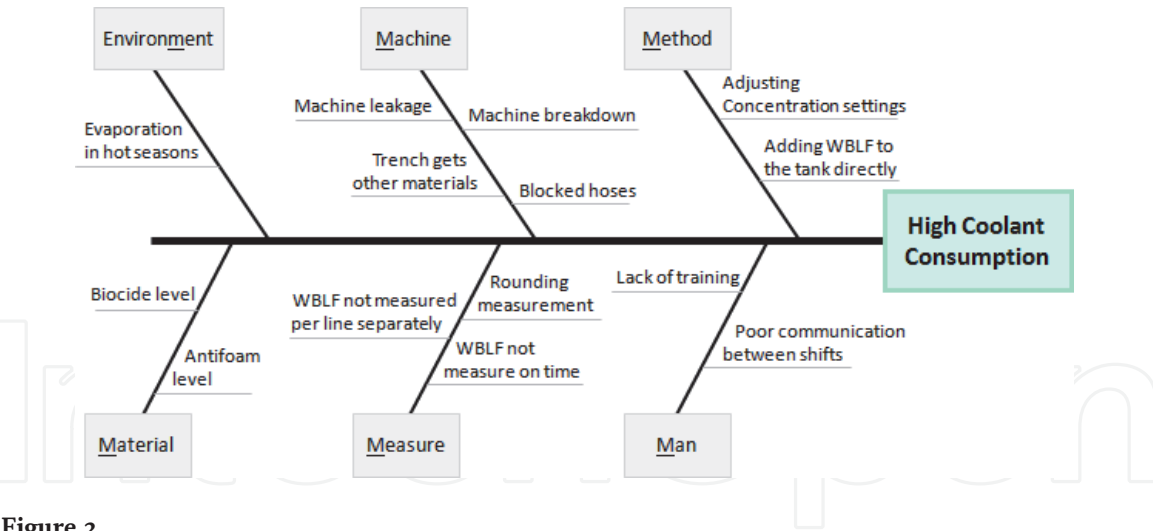 Environment
Machine
Method
Evaporation
in hot seasons
Machine leakage
Trench gets
other materials
Machine breakdown
Blocked hoses
Adjusting
Concentration settings
Adding WBLF to
the tank directly
High Coolant
Consumption
Biocide level
Antifoam
level
WBLF not measured
per line separately
Rounding
measurement
WBLF not
measure on time
Lack of training
Poor communication
between shifts
Material
Measure
Man